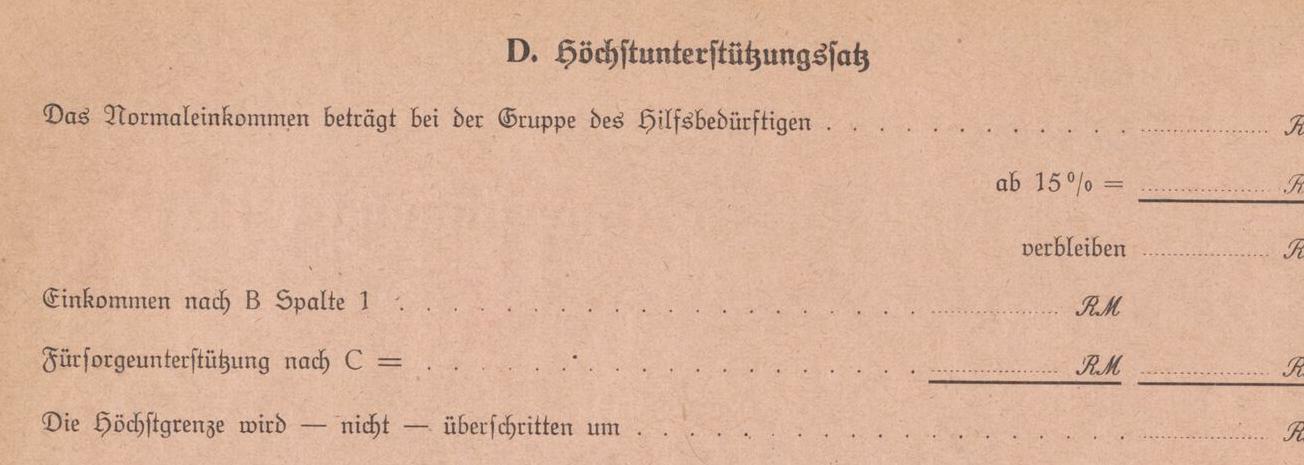 D. Höchstunterstützungssatz
Das Normaleinkommen beträgt bei der Gruppe des Hilfsbedürftigen . . . . . . . . . . . . R
ab 15 % = R
verbleiben R
Einkommen nach B Spalte 1 . . . . . . . . . . . . . . . . . . . . RM
Fürsorgeunterstützung nach C = . . . . . . . . . . . . . . . . . . . RM R
Die Höchstgrenze wird — nicht — überschritten um . . . . . . . . . . . . . . . . . . . R